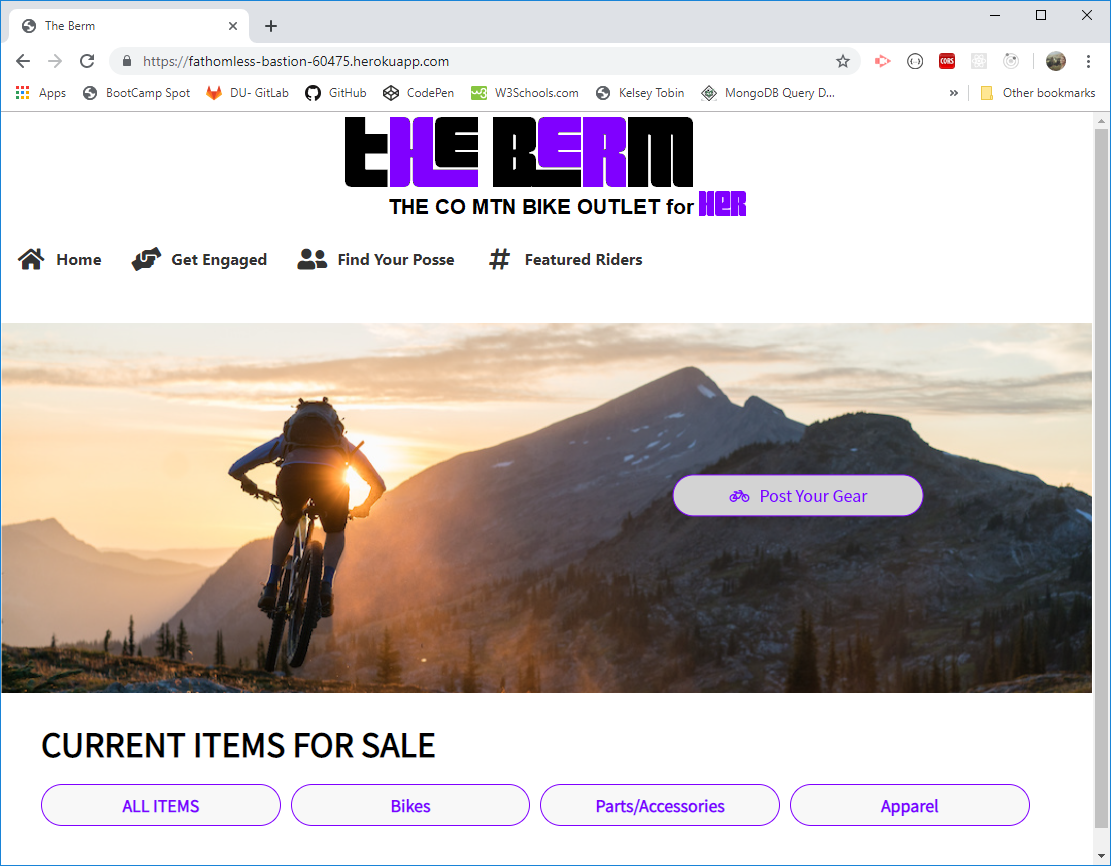 The Berm
https://fathomless-bastion-60475.herokuapp.com
CORS
Apps BootCamp Spot DU- GitLab GitHub CodePen W3Schools.com Kelsey Tobin MongoDB Query D... » Other bookmarks
tHE BERM
THE CO MTN BIKE OUTLET for HER
Home Get Engaged Find Your Posse # Featured Riders
Post Your Gear
CURRENT ITEMS FOR SALE
ALL ITEMS Bikes Parts/Accessories Apparel